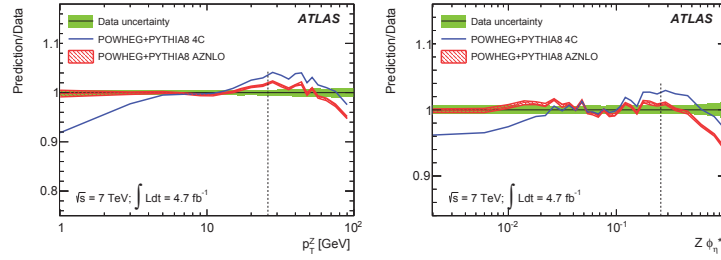 Prediction/Data
ATLAS
Data uncertainty
POWHEG+PYTHIA8 4C
POWHEG+PYTHIA8 AZNLO
1.1
1
0.9
0.8
√s = 7 TeV; ∫ Ldt = 4.7 fb⁻¹
1
10
10²
p_T^Z [GeV]
Prediction/Data
ATLAS
Data uncertainty
POWHEG+PYTHIA8 4C
POWHEG+PYTHIA8 AZNLO
1.1
1
0.9
√s = 7 TeV; ∫ Ldt = 4.7 fb⁻¹
10⁻²
10⁻¹
Z ϕ_η*